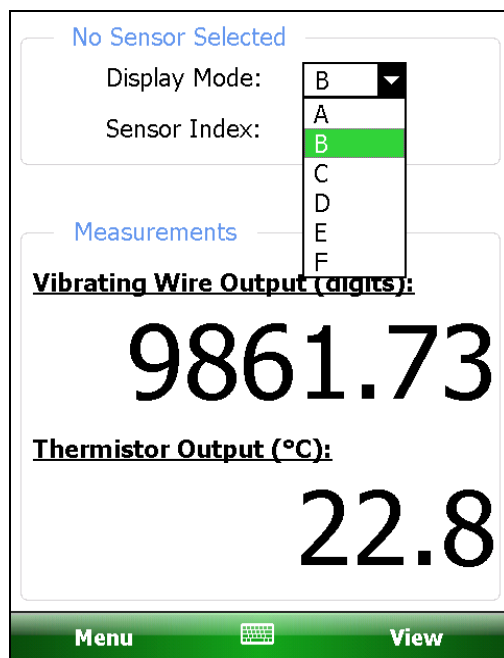 No Sensor Selected
Display Mode: B
A
Sensor Index:
B
C
D
E
F
Measurements
Vibrating Wire Output (digits):
9861.73
Thermistor Output (°C):
22.8
Menu View